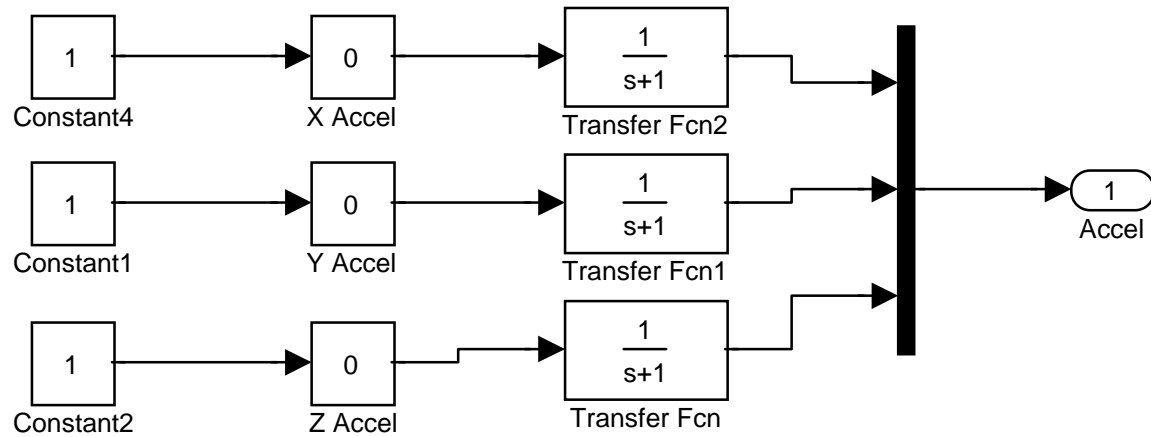 1
0
1
s+1
Constant4
X Accel
Transfer Fcn2
1
0
1
s+1
1
Constant1
Y Accel
Transfer Fcn1
Accel
1
0
1
s+1
Constant2
Z Accel
Transfer Fcn